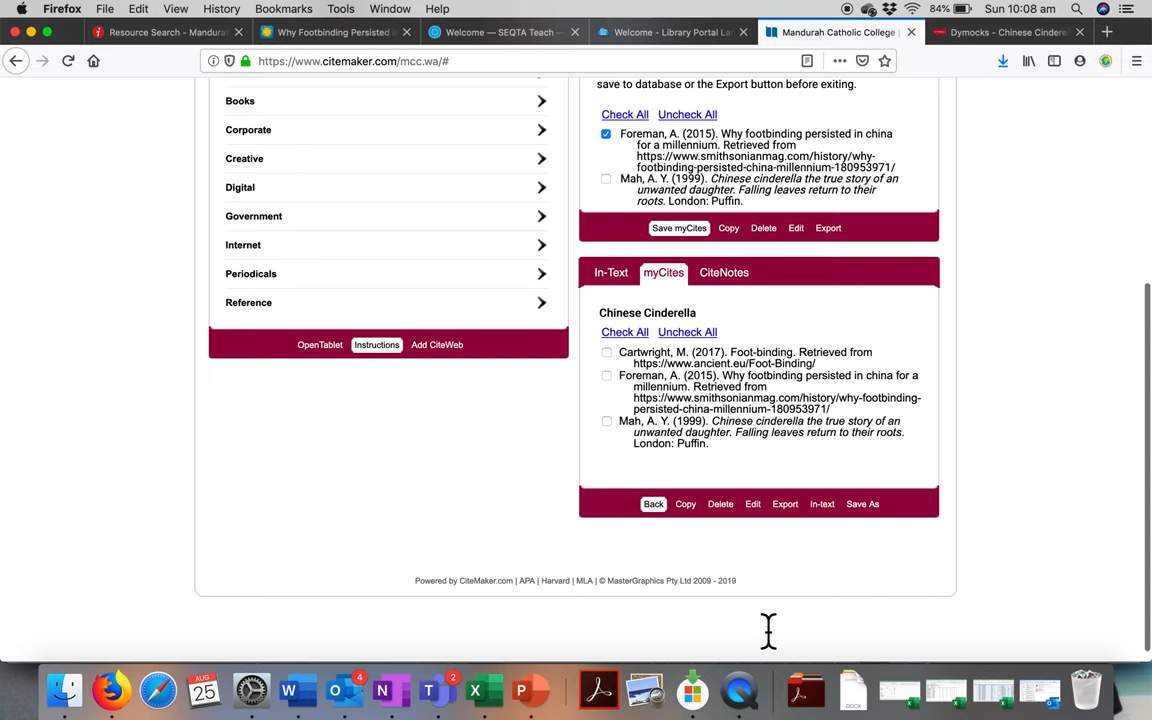 Firefox File Edit View History Bookmarks Tools Window Help 84% Sun 10:08 am
Resource Search - Mandura Why Footbinding Persisted in Welcome — SEQTA Teach — Welcome - Library Portal La Mandurah Catholic College Dymocks - Chinese Cindere
https://www.citemaker.com/mcc.wa/#
save to database or the Export button before exiting.
Check All Uncheck All
Foreman, A. (2015). Why footbinding persisted in china
for a millennium. Retrieved from
https://www.smithsonianmag.com/history/why-
footbinding-persisted-china-millennium-180953971/
Mah, A. Y. (1999). Chinese cinderella the true story of an
unwanted daughter. Falling leaves return to their
roots. London: Puffin.
Save myCites Copy Delete Edit Export
Books
Corporate
Creative
Digital
Government
Internet
Periodicals
Reference
OpenTablet Instructions Add CiteWeb
In-Text myCites CiteNotes
Chinese Cinderella
Check All Uncheck All
Cartwright, M. (2017). Foot-binding. Retrieved from
https://www.ancient.eu/Foot-Binding/
Foreman, A. (2015). Why footbinding persisted in china for a
millennium. Retrieved from
https://www.smithsonianmag.com/history/why-footbinding-
persisted-china-millennium-180953971/
Mah, A. Y. (1999). Chinese cinderella the true story of an
unwanted daughter. Falling leaves return to their roots.
London: Puffin.
Back Copy Delete Edit Export In-text Save As
Powered by CiteMaker.com | APA | Harvard | MLA | © MasterGraphics Pty Ltd 2009 - 2019
4 2
AUG
25
W O N T X P
DOCX